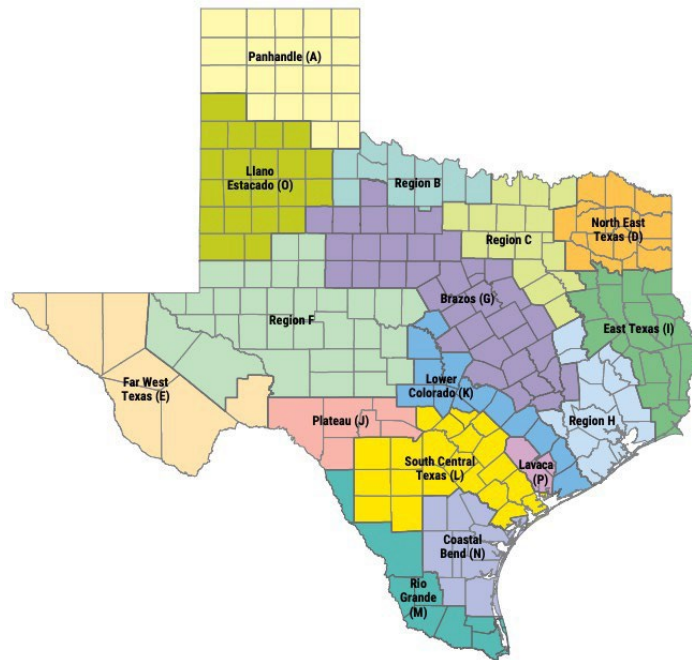 Panhandle (A)
Llano
Estacado (O)
Region B
Region C
North East
Texas (D)
Brazos (G)
Region F
East Texas (I)
Far West
Texas (E)
Lower
Colorado (K)
Plateau (J)
Region H
South Central
Texas (L)
Lavaca
(P)
Coastal
Bend (N)
Rio
Grande
(M)